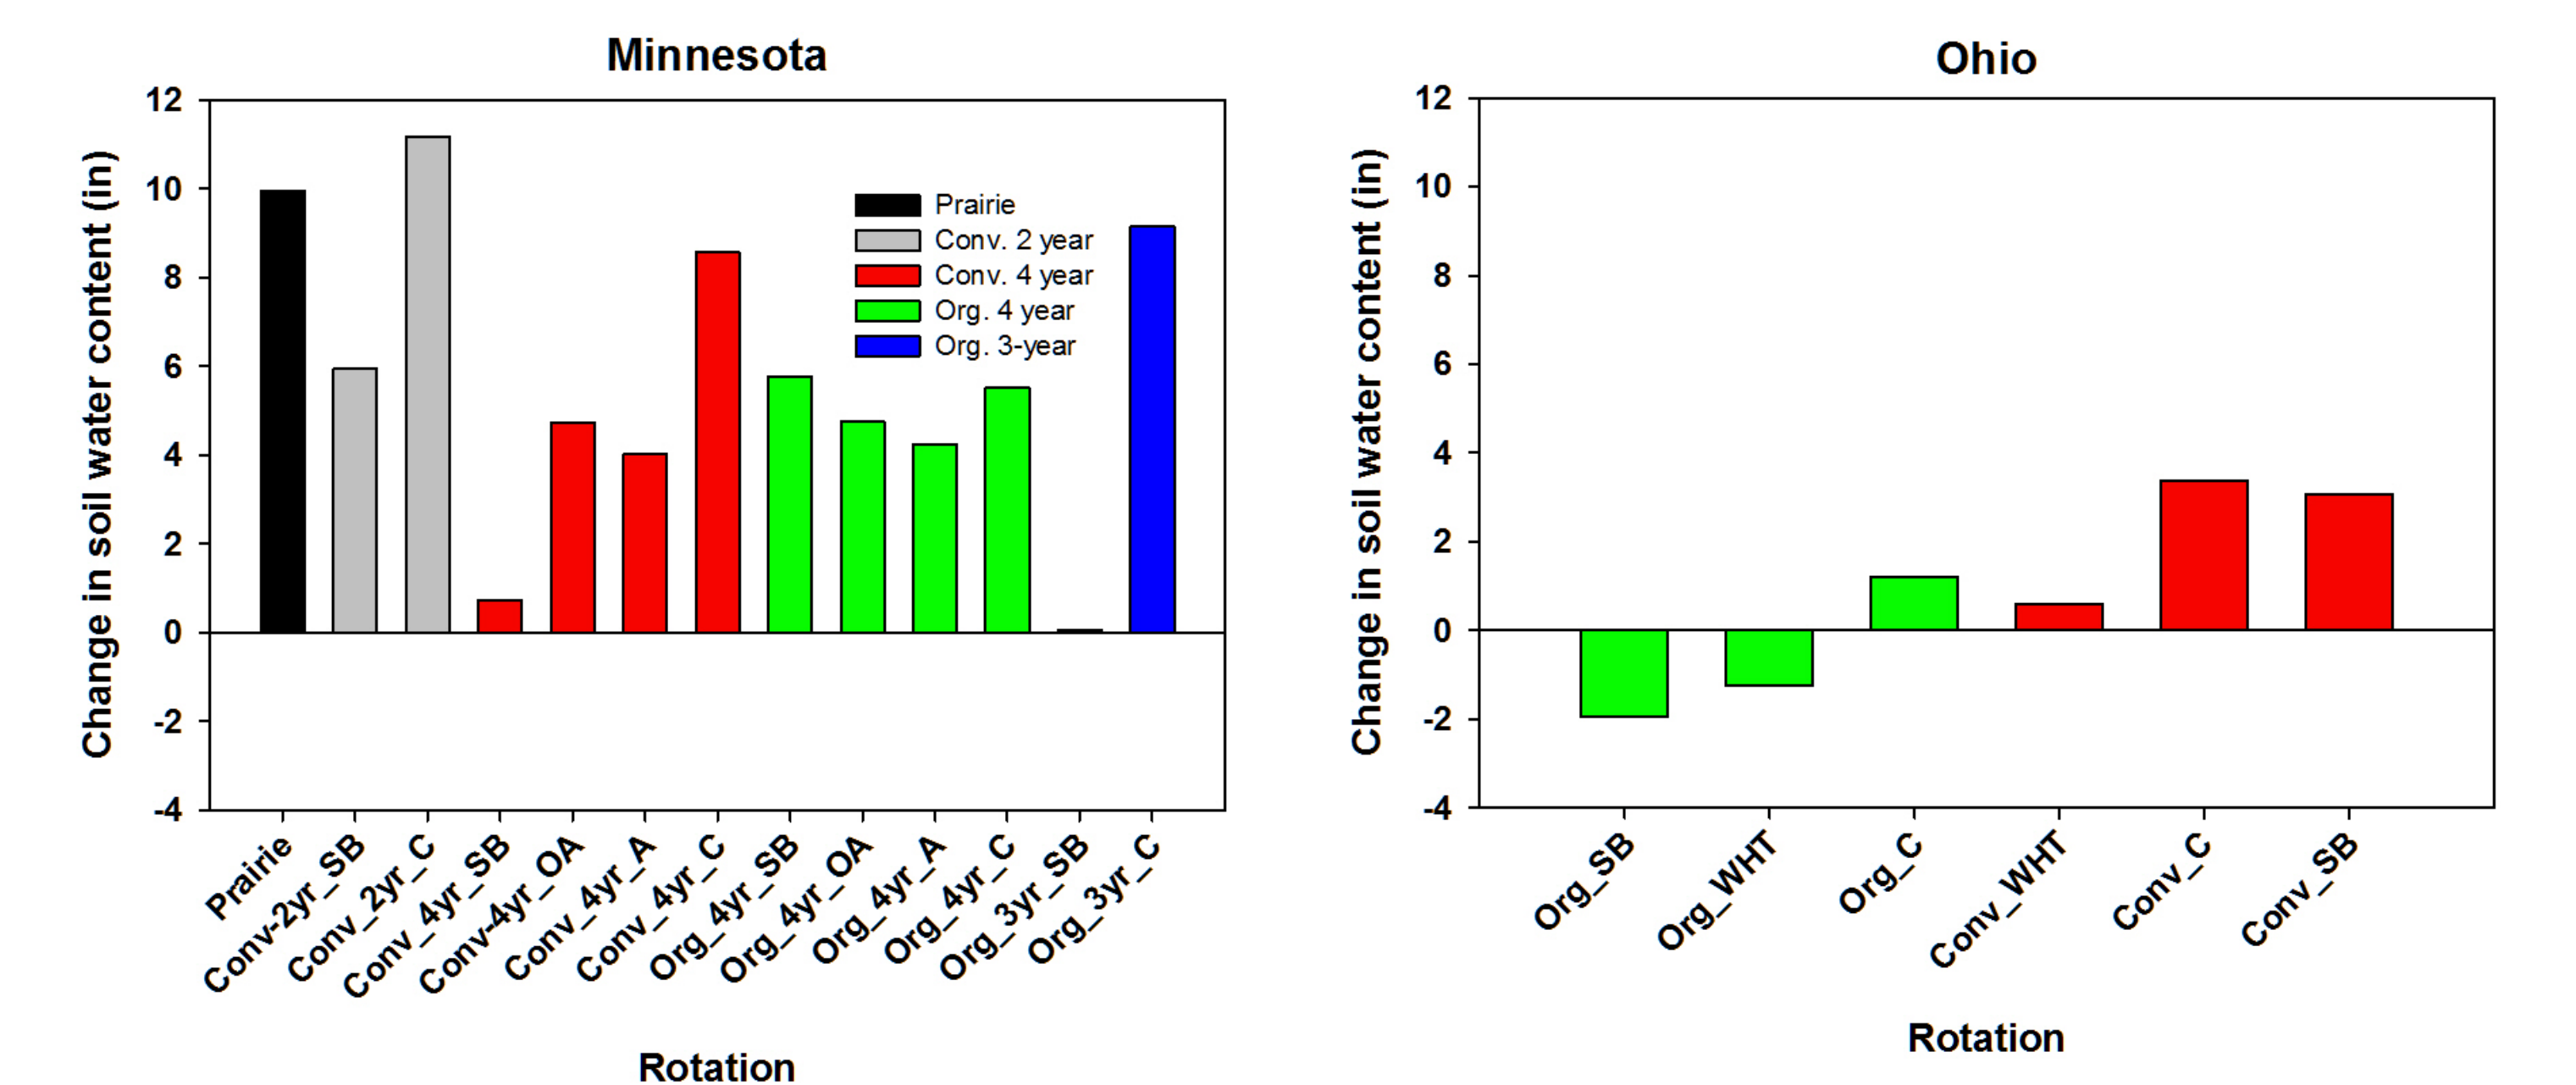 Minnesota
Change in soil water content (in)
12
10
8
6
4
2
0
-2
-4
Prairie
Conv. 2 year
Conv. 4 year
Org. 4 year
Org. 3-year
Prairie
Conv-2yr_SB
Conv_2yr_C
Conv_4yr_SB
Conv-4yr_OA
Conv_4yr_A
Conv_4yr_C
Org_4yr_SB
Org_4yr_OA
Org_4yr_A
Org_4yr_C
Org_3yr_SB
Org_3yr_C
Rotation
Ohio
Change in soil water content (in)
12
10
8
6
4
2
0
-2
-4
Org_SB
Org_WHT
Org_C
Conv_WHT
Conv_C
Conv_SB
Rotation